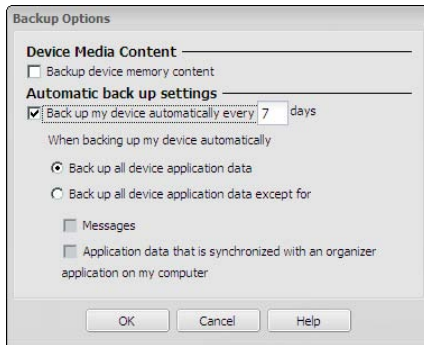 Backup Options
Device Media Content
Backup device memory content
Automatic back up settings
Back up my device automatically every 7 days
When backing up my device automatically
Back up all device application data
Back up all device application data except for
Messages
Application data that is synchronized with an organizer
application on my computer
OK Cancel Help